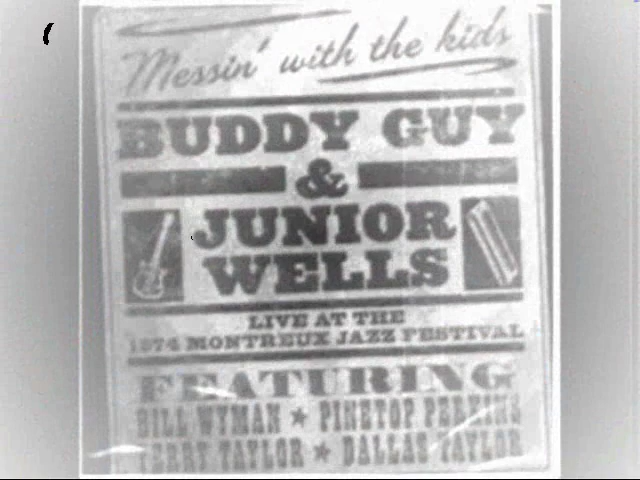 Messin' with the kids
BUDDY GUY
&
JUNIOR
WELLS
LIVE AT THE
1974 MONTREUX JAZZ FESTIVAL
FEATURING
BILL WYMAN ★ PINETOP PERKINS
TERRY TAYLOR ★ DALLAS TAYLOR